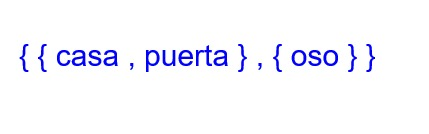 { { casa , puerta } , { oso } }